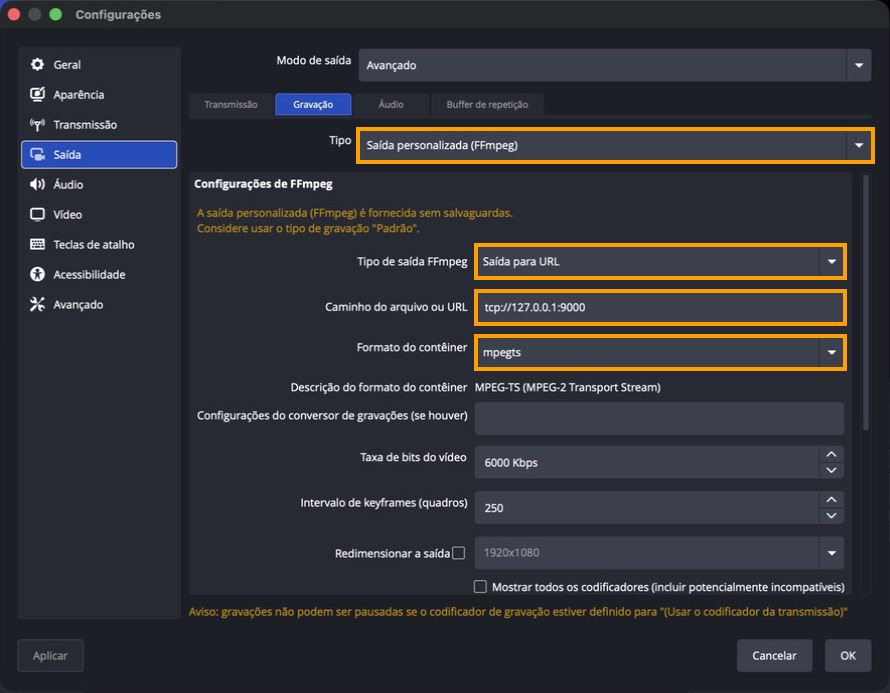 Configurações
Geral
Aparência
Transmissão
Saída
Áudio
Vídeo
Teclas de atalho
Acessibilidade
Avançado
Modo de saída Avançado
Transmissão Gravação Áudio Buffer de repetição
Tipo Saída personalizada (FFmpeg)
Configurações de FFmpeg
A saída personalizada (FFmpeg) é fornecida sem salvaguardas.
Considere usar o tipo de gravação "Padrão".
Tipo de saída FFmpeg Saída para URL
Caminho do arquivo ou URL tcp://127.0.0.1:9000
Formato do contêiner mpegts
Descrição do formato do contêiner MPEG-TS (MPEG-2 Transport Stream)
Configurações do conversor de gravações (se houver)
Taxa de bits do vídeo 6000 Kbps
Intervalo de keyframes (quadros) 250
Redimensionar a saída 1920x1080
Mostrar todos os codificadores (incluir potencialmente incompatíveis)
Aviso: gravações não podem ser pausadas se o codificador de gravação estiver definido para "(Usar o codificador da transmissão)"
Aplicar Cancelar OK